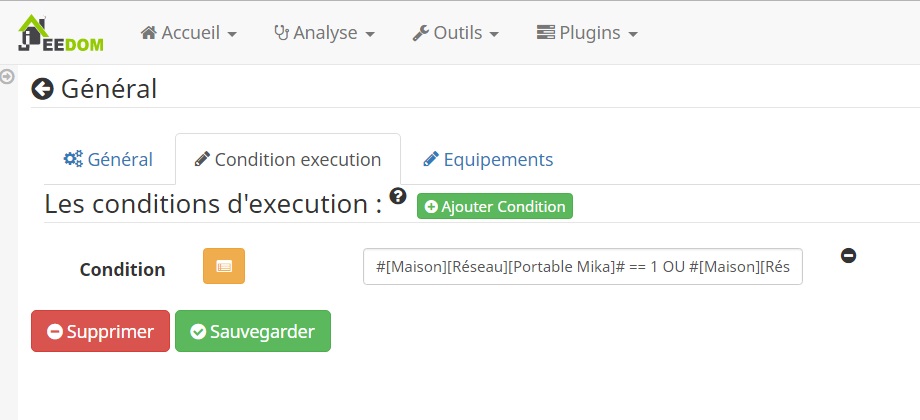 JEEDOM Accueil Analyse Outils Plugins
Général
Général Condition execution Equipements
Les conditions d'execution : ? Ajouter Condition
Condition #[Maison][Réseau][Portable Mika]# == 1 OU #[Maison][Rés
Supprimer Sauvegarder